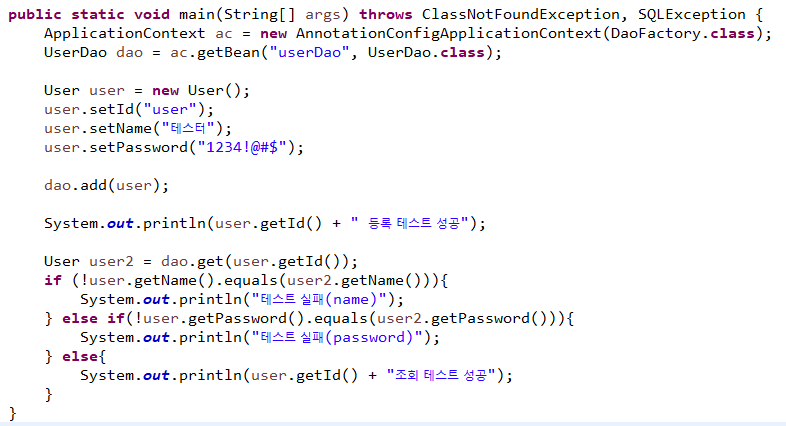 public static void main(String[] args) throws ClassNotFoundException, SQLException {
ApplicationContext ac = new AnnotationConfigApplicationContext(DaoFactory.class);
UserDao dao = ac.getBean("userDao", UserDao.class);
User user = new User();
user.setId("user");
user.setName("테스터");
user.setPassword("1234!@#$");
dao.add(user);
System.out.println(user.getId() + " 등록 테스트 성공");
User user2 = dao.get(user.getId());
if (!user.getName().equals(user2.getName())){
System.out.println("테스트 실패(name)");
} else if(!user.getPassword().equals(user2.getPassword())){
System.out.println("테스트 실패(password)");
} else{
System.out.println(user.getId() + "조회 테스트 성공");
}
}